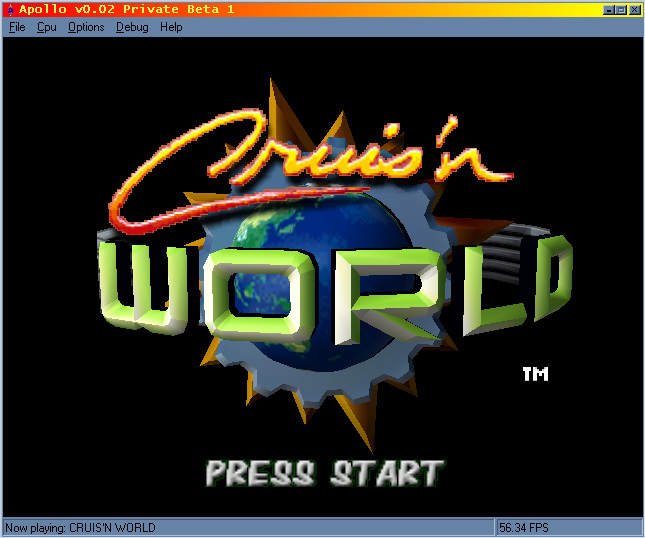 Apollo v0.02 Private Beta 1
File Cpu Options Debug Help
Cruis'n
WORLD
TM
PRESS START
Now playing: CRUIS'N WORLD 56.34 FPS